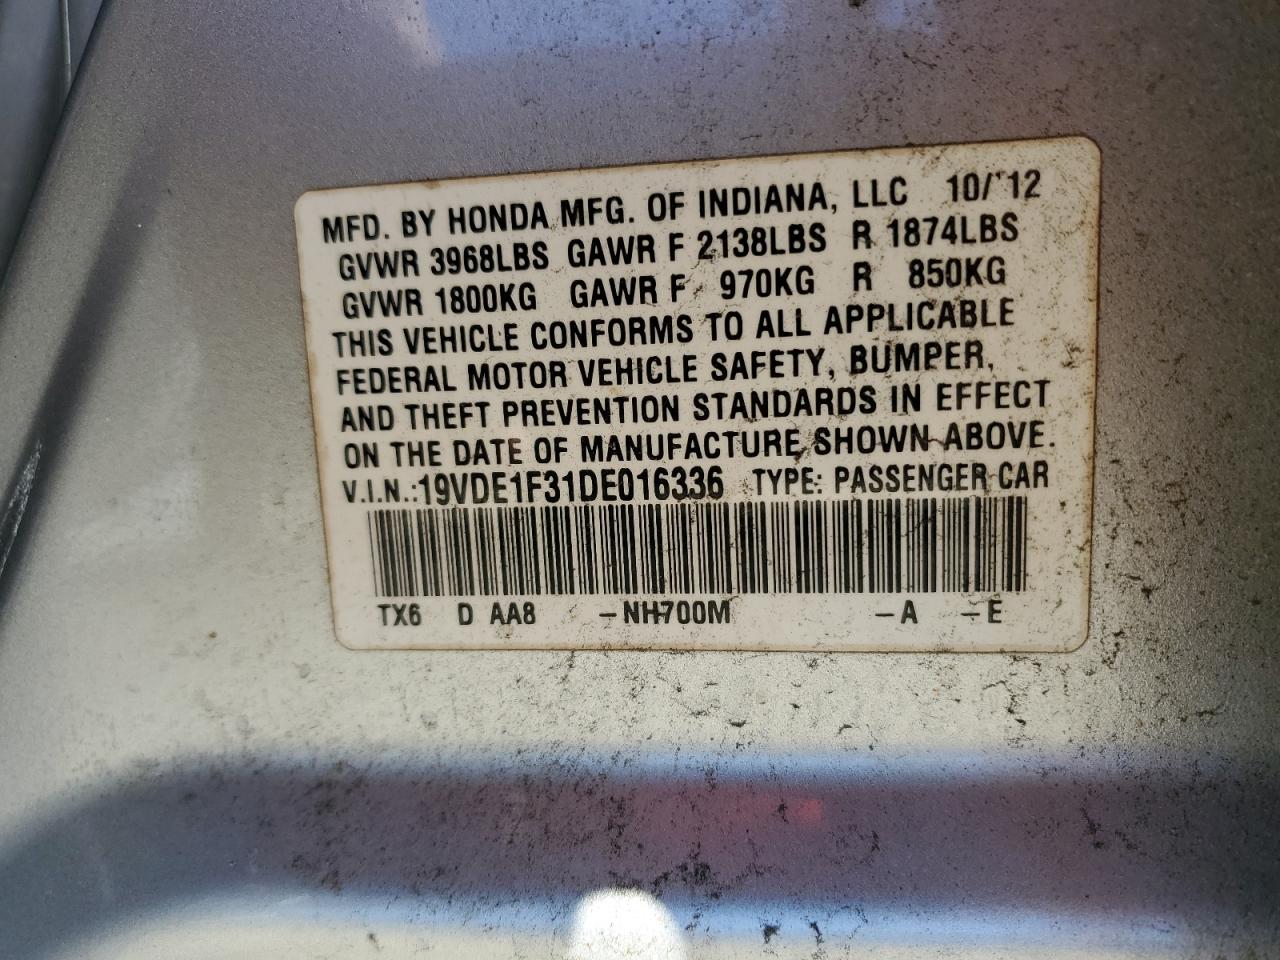 MFD. BY HONDA MFG. OF INDIANA, LLC 10/'12
GVWR 3968LBS GAWR F 2138LBS R 1874LBS
GVWR 1800KG GAWR F 970KG R 850KG
THIS VEHICLE CONFORMS TO ALL APPLICABLE
FEDERAL MOTOR VEHICLE SAFETY, BUMPER,
AND THEFT PREVENTION STANDARDS IN EFFECT
ON THE DATE OF MANUFACTURE SHOWN ABOVE.
V.I.N.:19VDE1F31DE016336 TYPE: PASSENGER CAR
TX6 D AA8 -NH700M -A -E